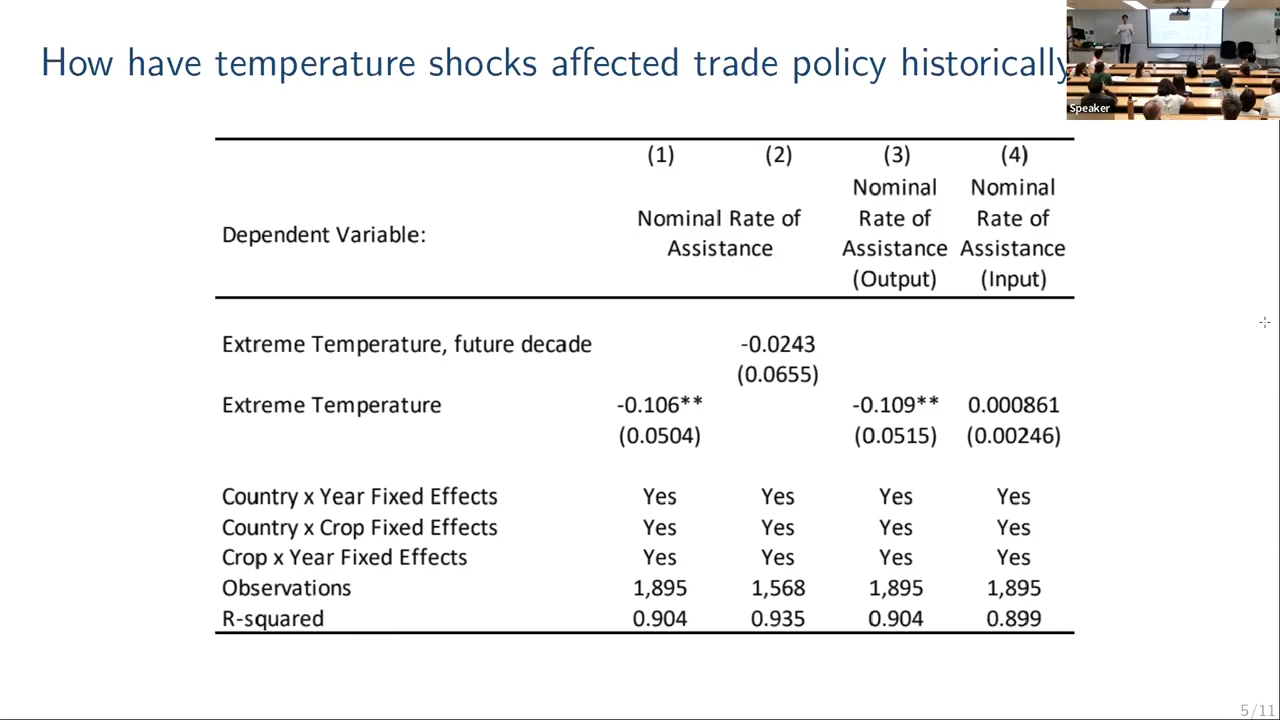 How have temperature shocks affected trade policy historically
Speaker
(1) (2) (3) (4)
Dependent Variable:
Nominal Rate of
Assistance
Nominal
Rate of
Assistance
(Output)
Nominal
Rate of
Assistance
(Input)
Extreme Temperature, future decade -0.0243
(0.0655)
Extreme Temperature -0.106** -0.109** 0.000861
(0.0504) (0.0515) (0.00246)
Country x Year Fixed Effects Yes Yes Yes Yes
Country x Crop Fixed Effects Yes Yes Yes Yes
Crop x Year Fixed Effects Yes Yes Yes Yes
Observations 1,895 1,568 1,895 1,895
R-squared 0.904 0.935 0.904 0.899
5/11